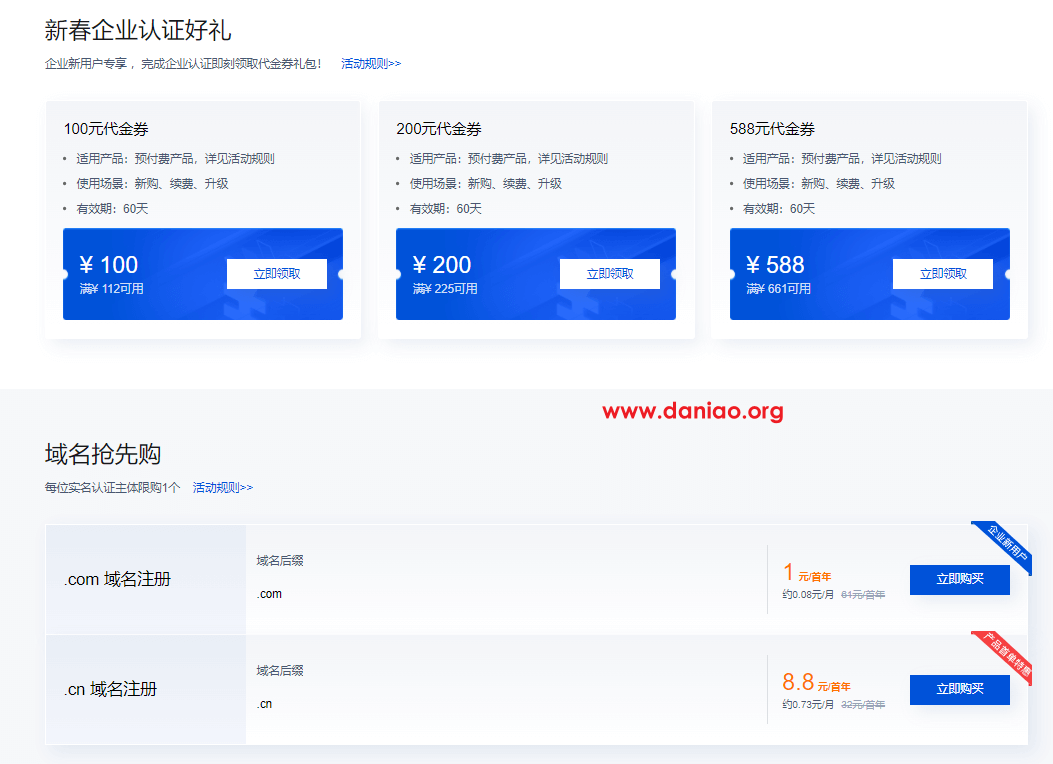 新春企业认证好礼
企业新用户专享，完成企业认证即刻领取代金券礼包！ 活动规则>>
100元代金券
• 适用产品：预付费产品，详见活动规则
• 使用场景：新购、续费、升级
• 有效期：60天
¥ 100
满¥ 112可用
立即领取
200元代金券
• 适用产品：预付费产品，详见活动规则
• 使用场景：新购、续费、升级
• 有效期：60天
¥ 200
满¥ 225可用
立即领取
588元代金券
• 适用产品：预付费产品，详见活动规则
• 使用场景：新购、续费、升级
• 有效期：60天
¥ 588
满¥ 661可用
立即领取
www.daniao.org
域名抢先购
每位实名认证主体限购1个 活动规则>>
.com 域名注册
域名后缀
.com
1 元/首年
约0.08元/月 61元/首年
企业新用户
立即购买
.cn 域名注册
域名后缀
.cn
8.8 元/首年
约0.73元/月 32元/首年
产品首单特惠
立即购买